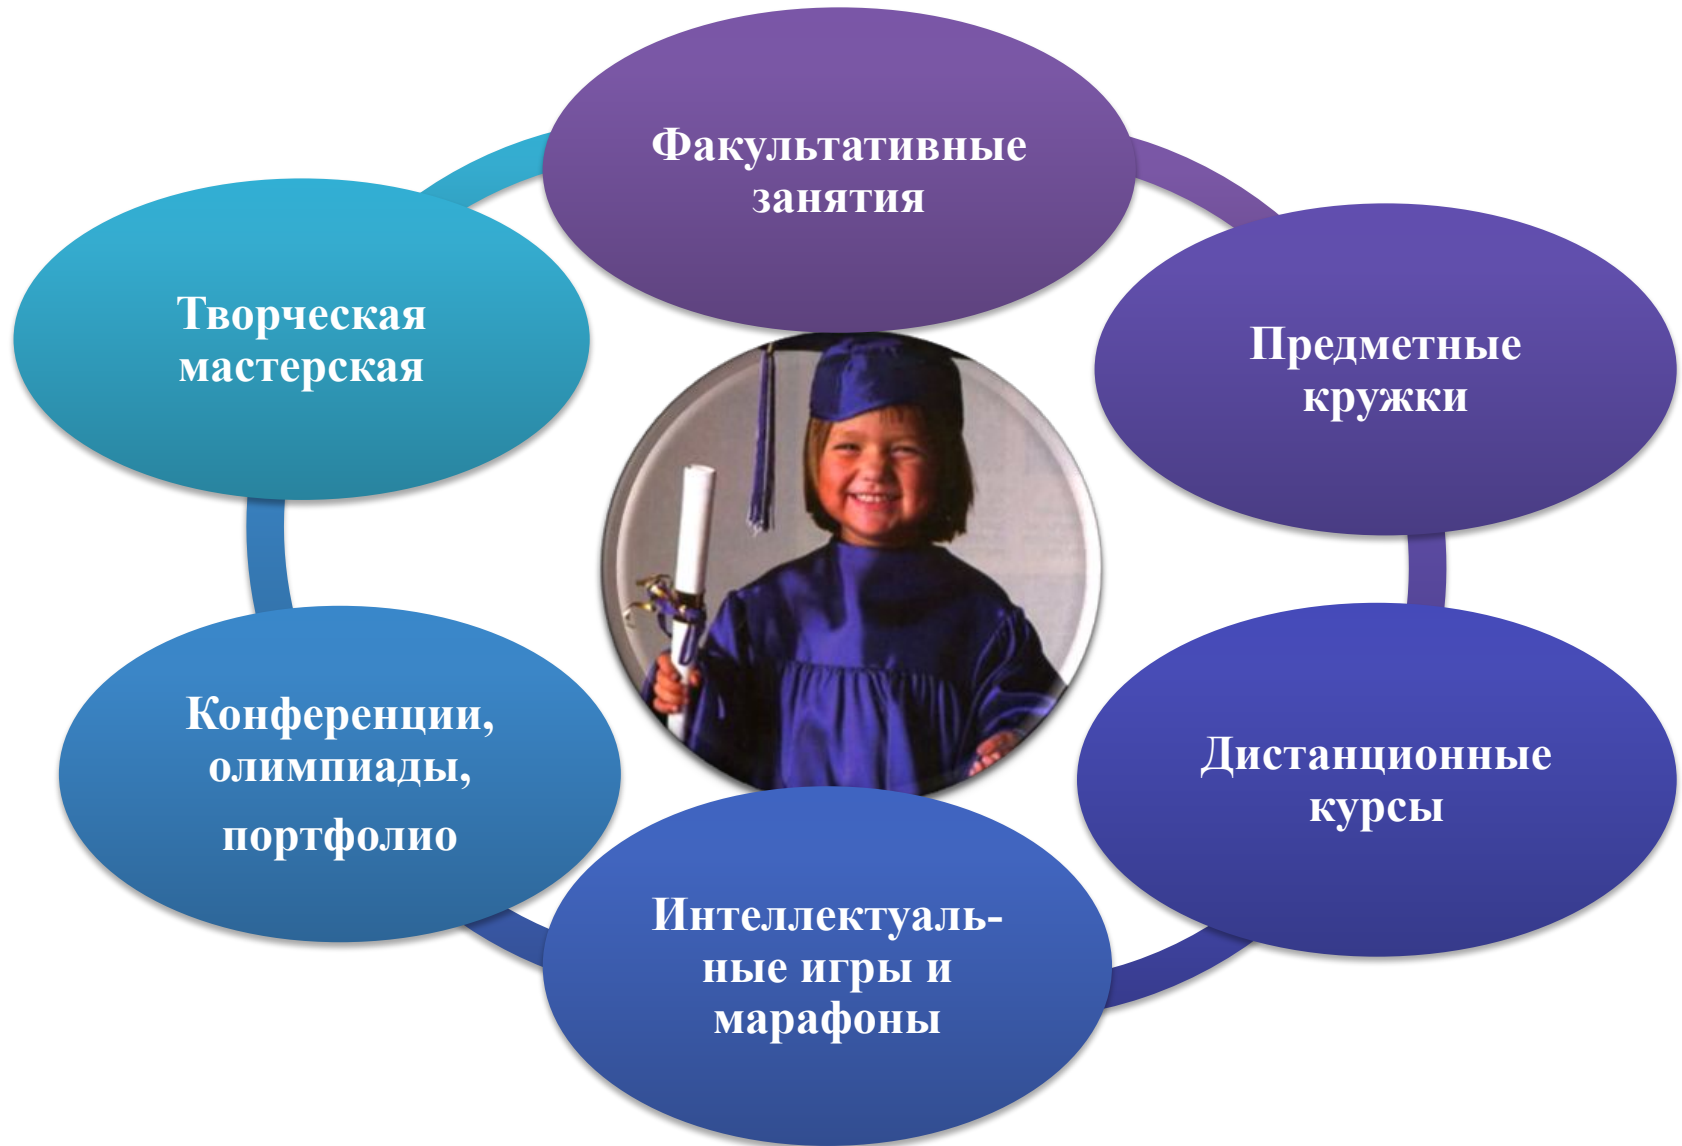 Факультативные
занятия
Предметные
кружки
Дистанционные
курсы
Интеллектуаль-
ные игры и
марафоны
Конференции,
олимпиады,
портфолио
Творческая
мастерская